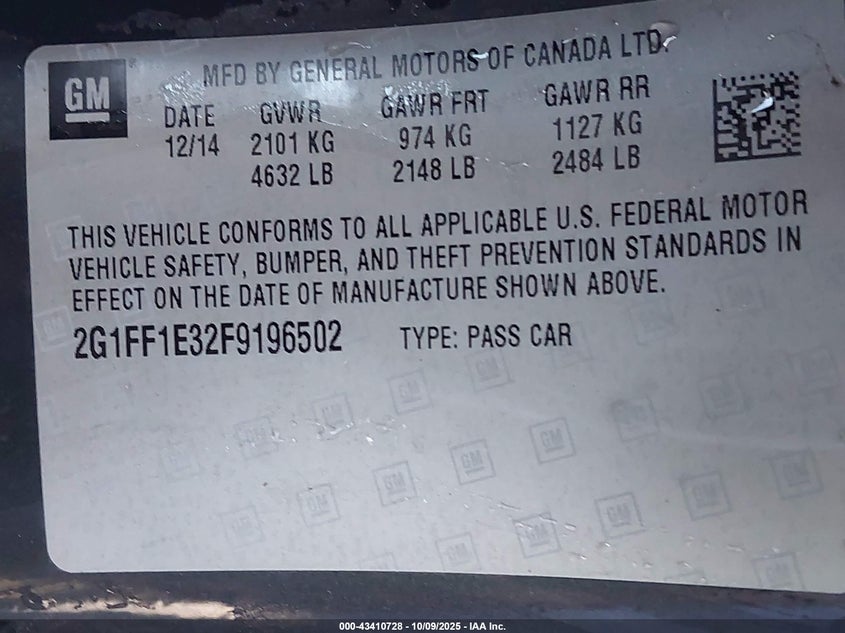 GM
MFD BY GENERAL MOTORS OF CANADA LTD.
DATE GVWR GAWR FRT GAWR RR
12/14 2101 KG 974 KG 1127 KG
4632 LB 2148 LB 2484 LB
THIS VEHICLE CONFORMS TO ALL APPLICABLE U.S. FEDERAL MOTOR
VEHICLE SAFETY, BUMPER, AND THEFT PREVENTION STANDARDS IN
EFFECT ON THE DATE OF MANUFACTURE SHOWN ABOVE.
2G1FF1E32F9196502 TYPE: PASS CAR
000-43410728 - 10/09/2025 - IAA Inc.